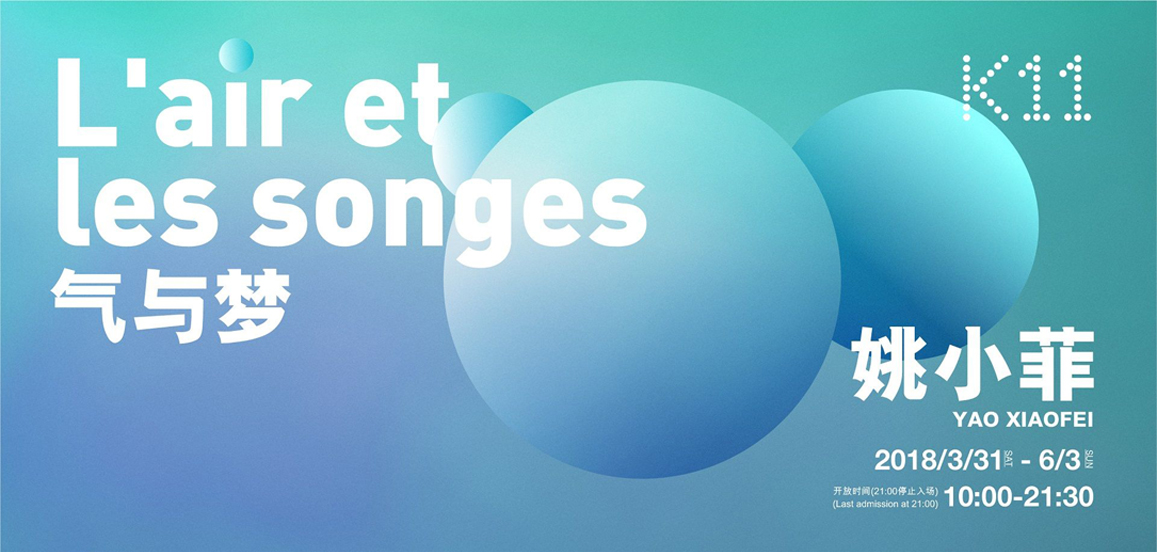 L'air et
les songes
气与梦
K11
姚小菲
YAO XIAOFEI
2018/3/31 SAT - 6/3 SUN
开放时间(21:00停止入场)
(Last admission at 21:00) 10:00-21:30